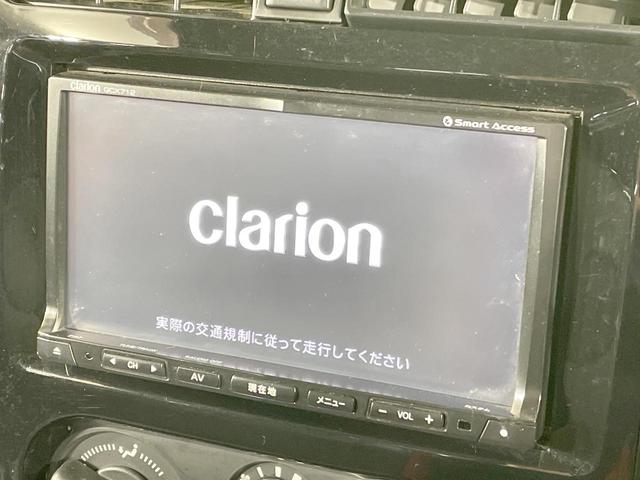 Clarion GCX712
Smart Access
clarion
実際の交通規制に従って走行してください
CH
AV
現在地
メニュー
− VOL +